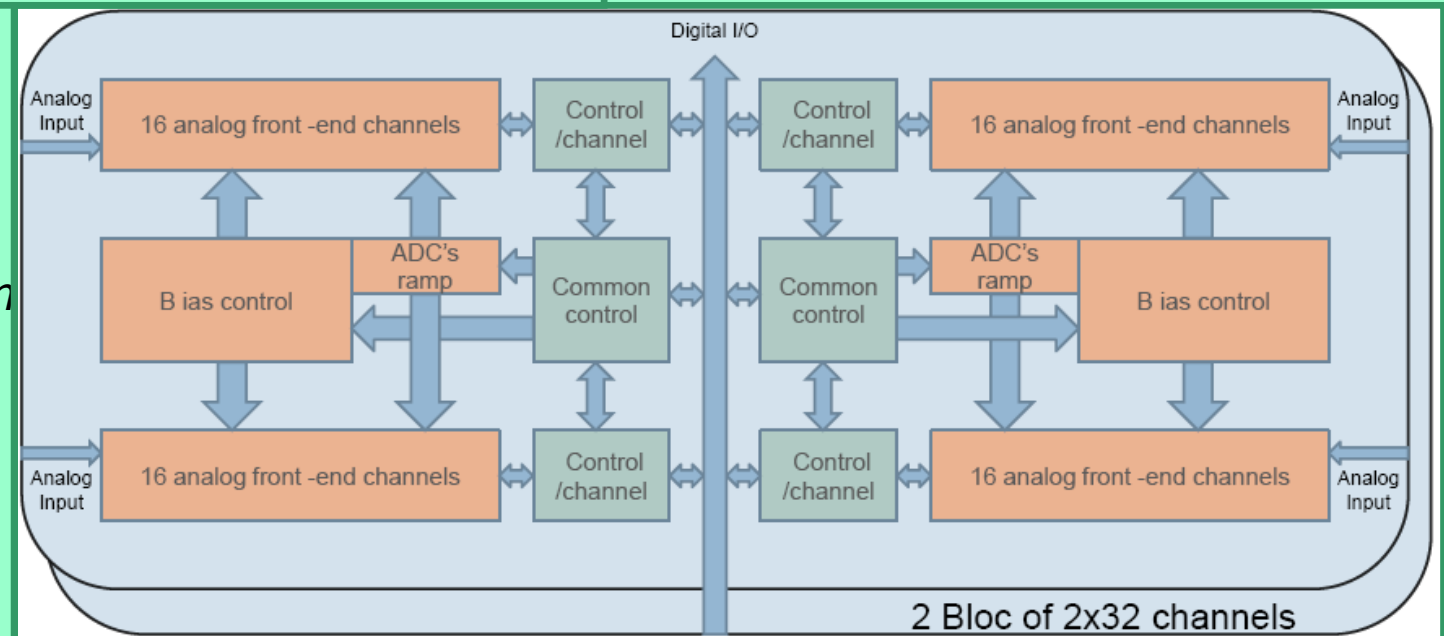 Digital I/O
Analog
Input
16 analog front -end channels
Control
/channel
Control
/channel
16 analog front -end channels
Analog
Input
B ias control
ADC's
ramp
Common
control
Common
control
ADC's
ramp
B ias control
Analog
Input
16 analog front -end channels
Control
/channel
Control
/channel
16 analog front -end channels
Analog
Input
2 Bloc of 2x32 channels